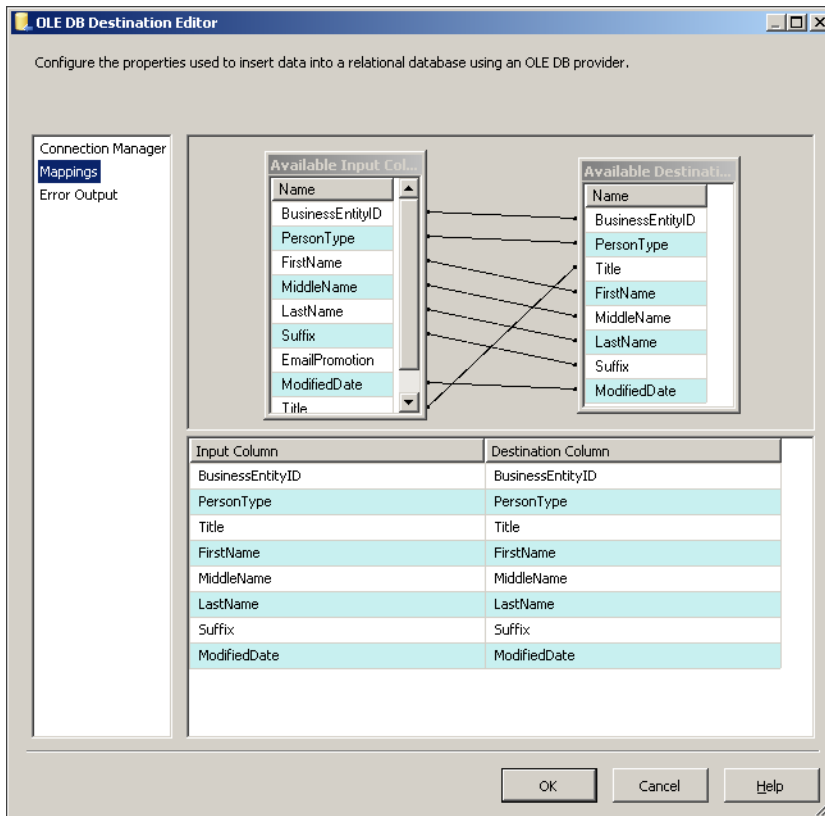 OLE DB Destination Editor
Configure the properties used to insert data into a relational database using an OLE DB provider.
Connection Manager
Mappings
Error Output
Available Input Col...
Name
BusinessEntityID
PersonType
FirstName
MiddleName
LastName
Suffix
EmailPromotion
ModifiedDate
Title
Available Destinati...
Name
BusinessEntityID
PersonType
Title
FirstName
MiddleName
LastName
Suffix
ModifiedDate
Input Column Destination Column
BusinessEntityID BusinessEntityID
PersonType PersonType
Title Title
FirstName FirstName
MiddleName MiddleName
LastName LastName
Suffix Suffix
ModifiedDate ModifiedDate
OK Cancel Help